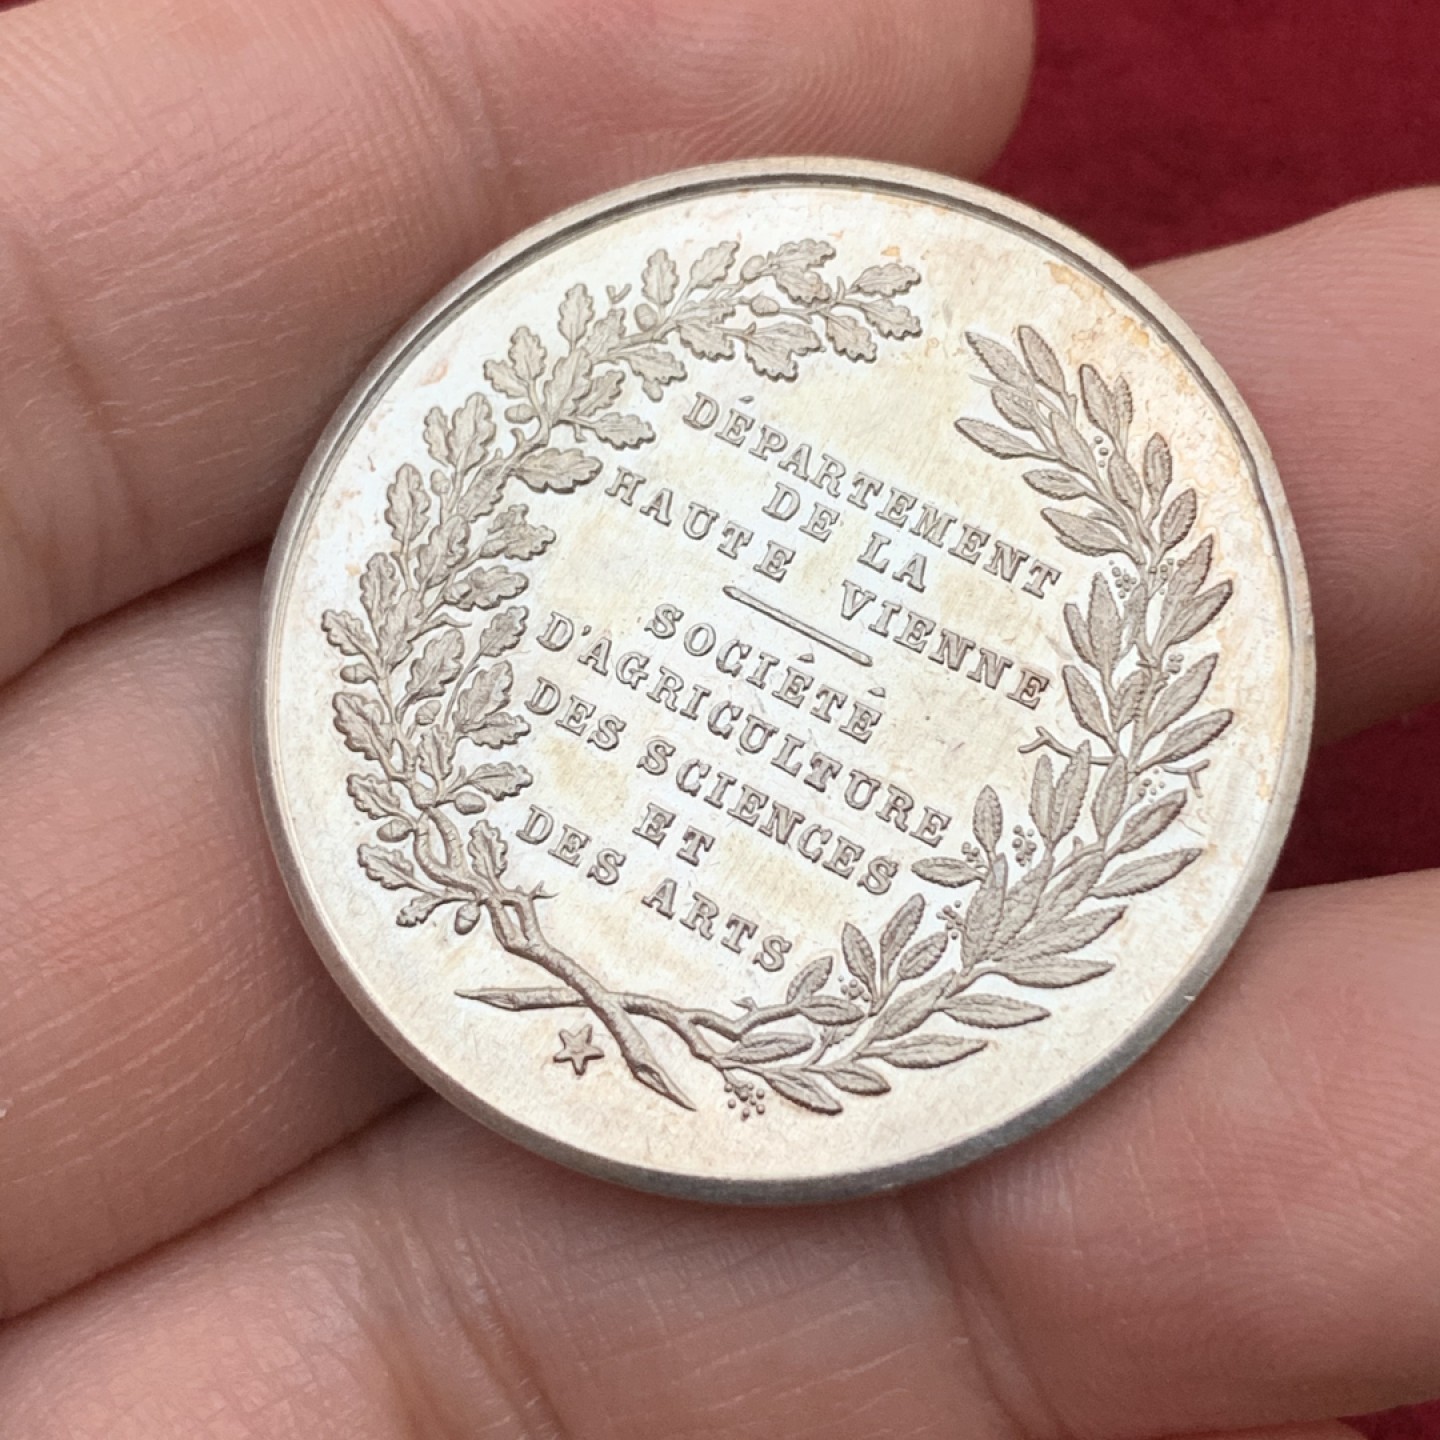 DÉPARTEMENT
DE LA
HAUTE VIENNE
SOCIÉTÉ
D'AGRICULTURE
DES SCIENCES
ET
DES ARTS